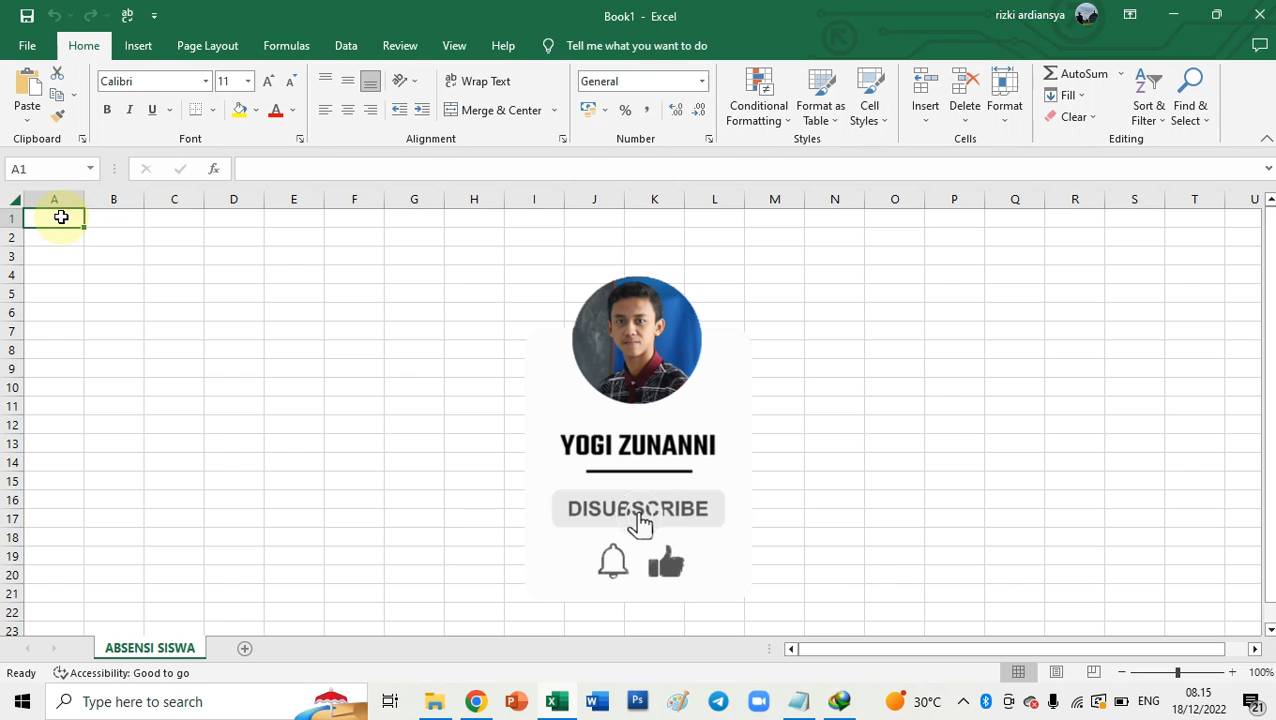 Book1 - Excel
rizki ardiansya
File Home Insert Page Layout Formulas Data Review View Help Tell me what you want to do
Calibri 11 Wrap Text General AutoSum
Paste B I U Merge & Center % Conditional Formatting Format as Table Cell Styles Insert Delete Format Fill Clear Sort & Filter Find & Select
Clipboard Font Alignment Number Styles Cells Editing
A1 fx
A B C D E F G H I J K L M N O P Q R S T U
1
2
3
4
5
6
7
8
9
10
11
12
13
14
15
16
17
18
19
20
21
22
23
YOGI ZUNANNI
DISUBSCRIBE
ABSENSI SISWA
Ready Accessibility: Good to go 100%
Type here to search 30°C ENG 08.15
18/12/2022 21